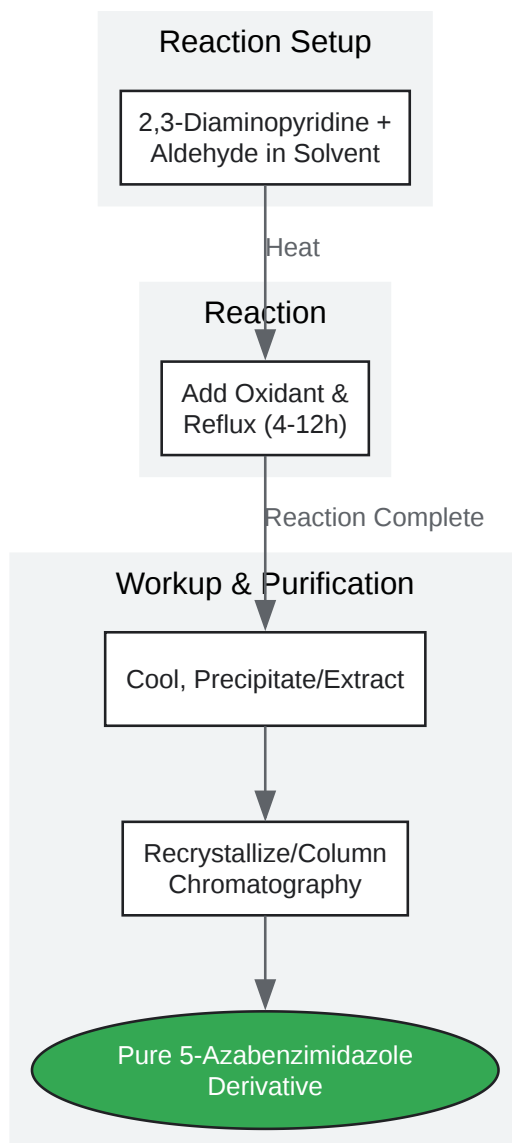 Reaction Setup
2,3-Diaminopyridine +
Aldehyde in Solvent
Heat
Reaction
Add Oxidant &
Reflux (4-12h)
Reaction Complete
Workup & Purification
Cool, Precipitate/Extract
Recrystallize/Column
Chromatography
Pure 5-Azabenzimidazole
Derivative